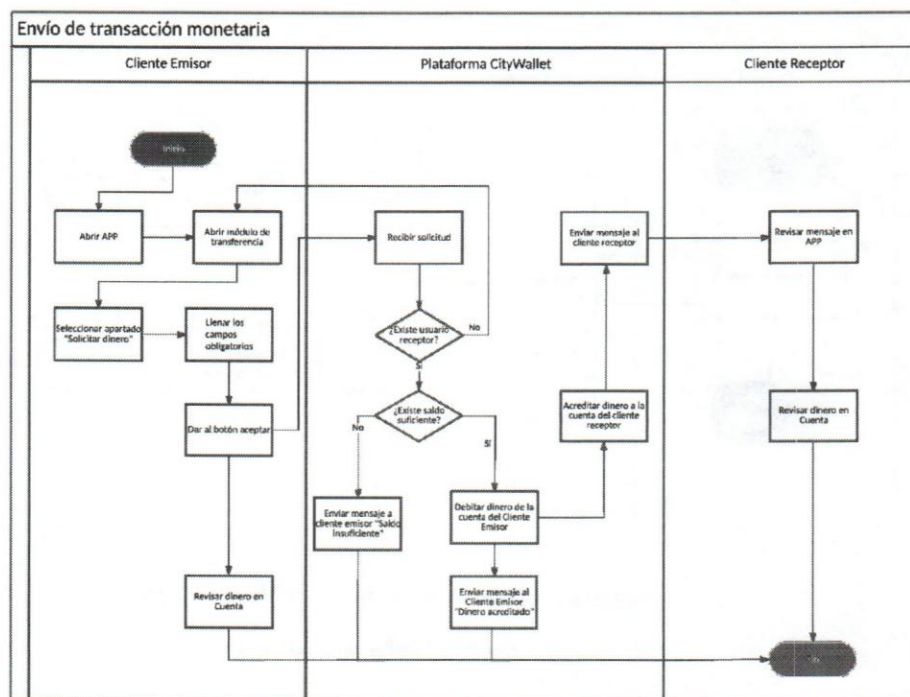 Envío de transacción monetaria
Cliente Emisor
Plataforma CityWallet
Cliente Receptor
Inicio
Abrir APP
Abrir módulo de
transferencia
Recibir solicitud
Enviar mensaje al
cliente receptor
Revisar mensaje en
APP
Seleccionar apartado
"Solicitar dinero"
Llenar los
campos
obligatorios
¿Existe usuario
receptor?
No
Si
Dar al botón aceptar
¿Existe saldo
suficiente?
No
Sí
Acreditar dinero a la
cuenta del cliente
receptor
Revisar dinero en
Cuenta
Enviar mensaje a
cliente emisor "Saldo
Insuficiente"
Debitar dinero de la
cuenta del Cliente
Emisor
Revisar dinero en
Cuenta
Enviar mensaje al
Cliente Emisor
"Dinero acreditado"
Fin